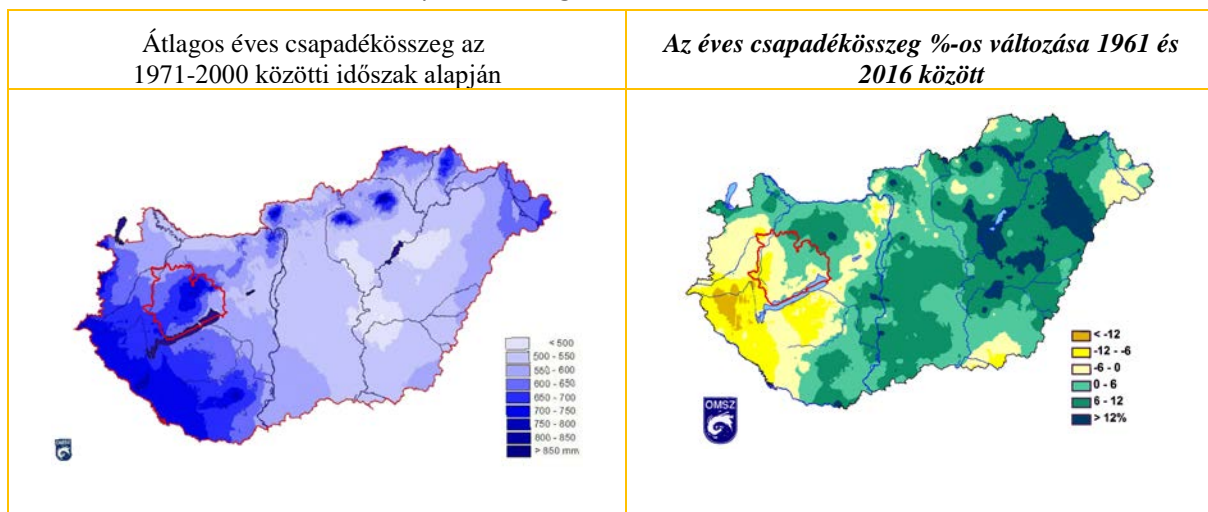 Átlagos éves csapadékösszeg az
1971-2000 közötti időszak alapján
Az éves csapadékösszeg %-os változása 1961 és
2016 között
< 500
500 - 550
550 - 600
600 - 650
650 - 700
700 - 750
750 - 800
800 - 850
> 850 mm
< -12
-12 - -6
-6 - 0
0 - 6
6 - 12
> 12%
OMSZ